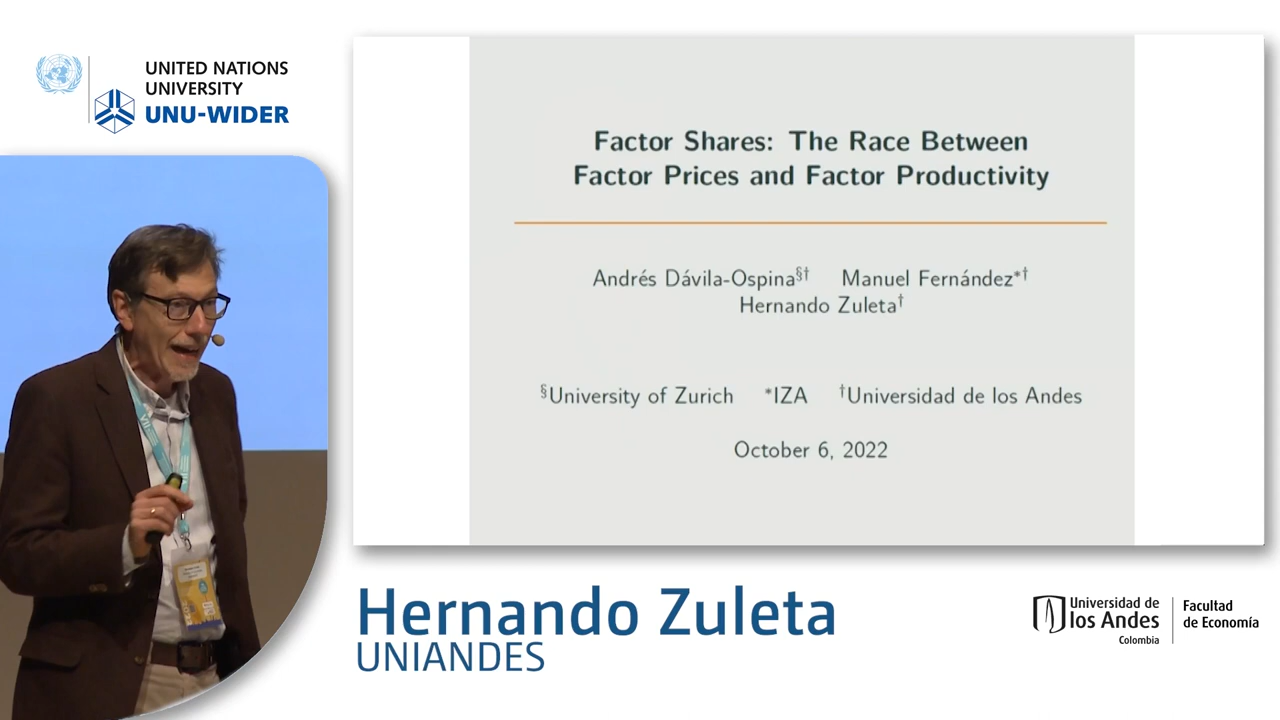 UNITED NATIONS
UNIVERSITY
UNU-WIDER
Factor Shares: The Race Between
Factor Prices and Factor Productivity
Andrés Dávila-Ospina§† Manuel Fernández*†
Hernando Zuleta†
§University of Zurich *IZA †Universidad de los Andes
October 6, 2022
Hernando Zuleta
UNIANDES
Universidad de
los Andes
Colombia
Facultad
de Economía